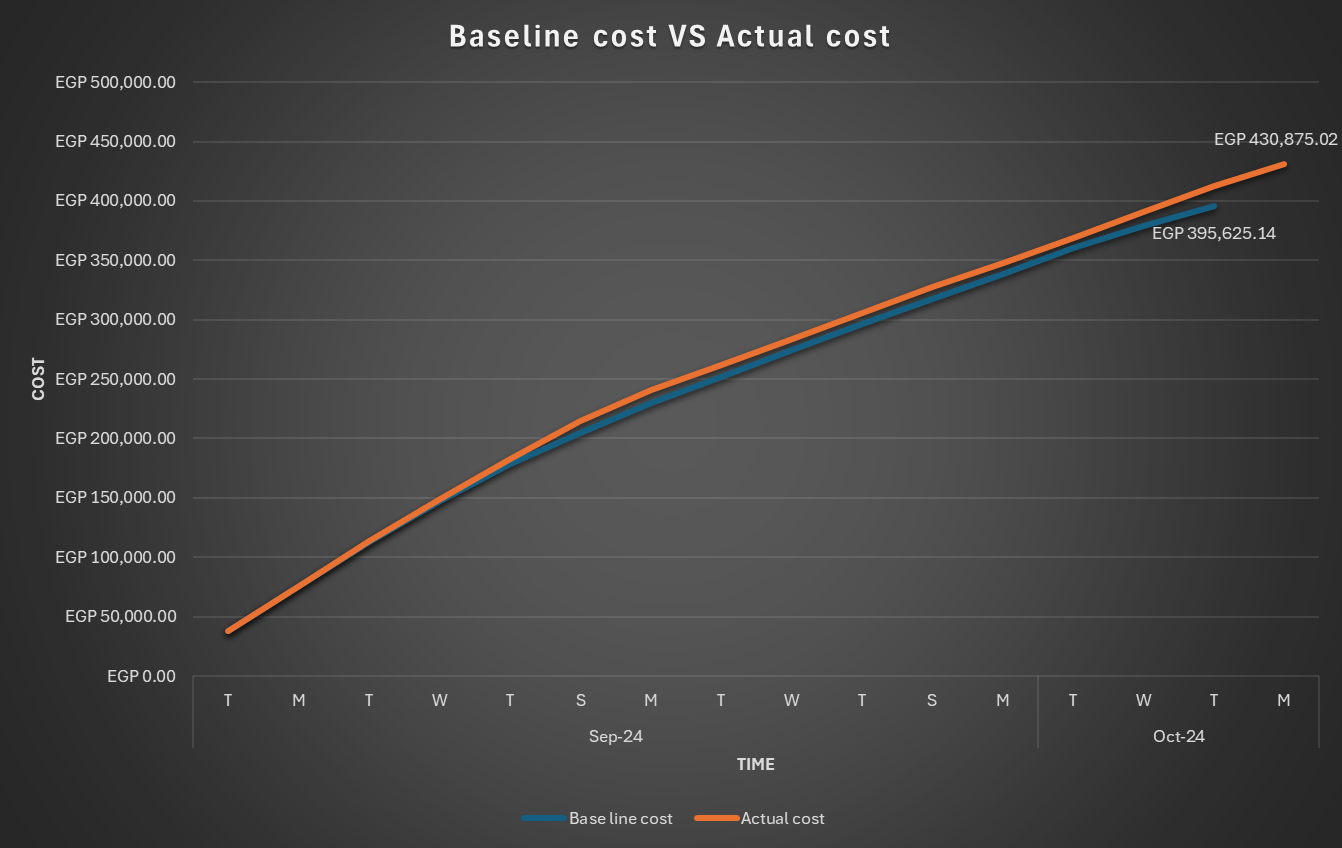 Baseline cost VS Actual cost
EGP 500,000.00
EGP 450,000.00
EGP 400,000.00
EGP 350,000.00
EGP 300,000.00
EGP 250,000.00
EGP 200,000.00
EGP 150,000.00
EGP 100,000.00
EGP 50,000.00
EGP 0.00
COST
EGP 430,875.02
EGP 395,625.14
T M T W T S M T W T S M T W T M
Sep-24 Oct-24
TIME
Base line cost Actual cost